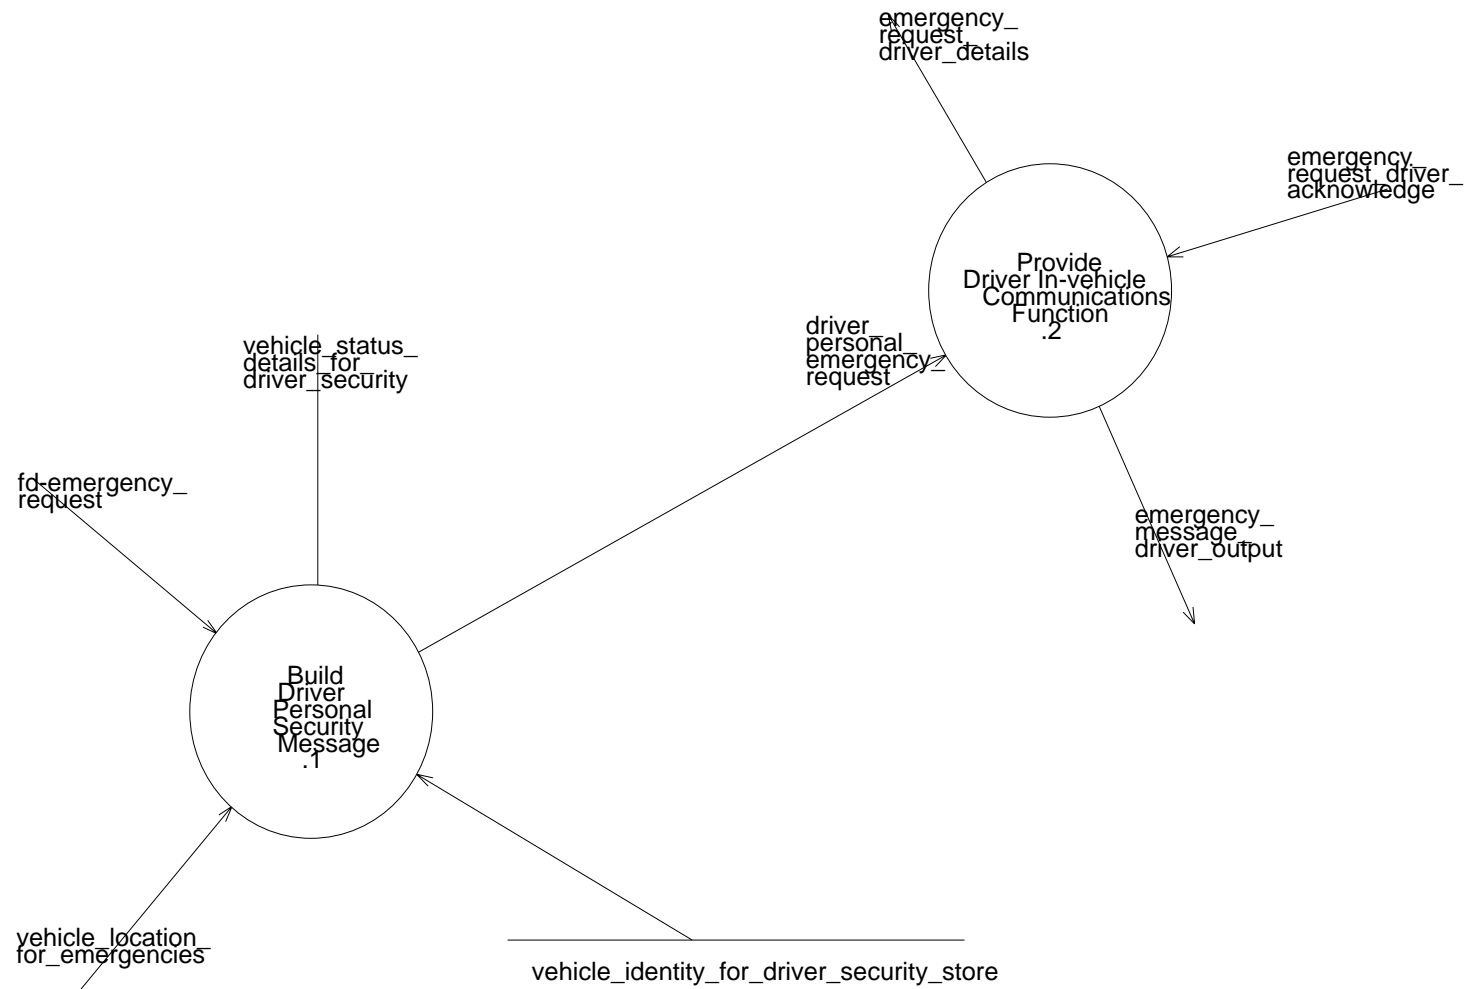 emergency_
request_
driver_details
emergency_
request_driver_
acknowledge
Provide
Driver In-vehicle
Communications
Function
.2
driver_
personal_
emergency_
request
vehicle_status_
details_for_
driver_security
fd-emergency_
request
emergency_
message_
driver_output
Build
Driver
Personal
Security
Message
.1
vehicle_location_
for_emergencies
vehicle_identity_for_driver_security_store